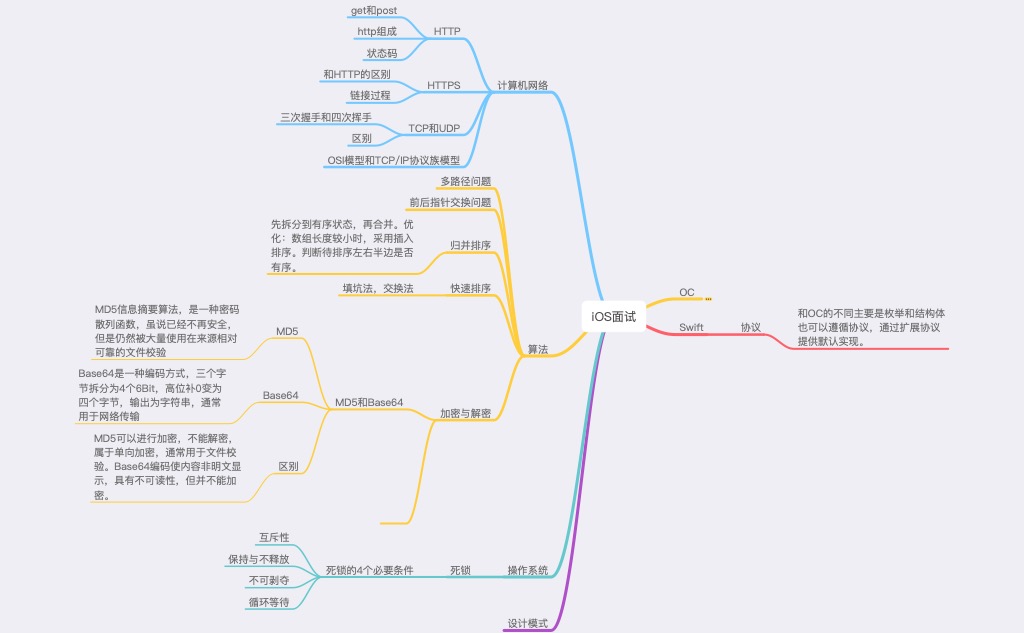 iOS面试
计算机网络
HTTP
get和post
http组成
状态码
HTTPS
和HTTP的区别
链接过程
TCP和UDP
三次握手和四次挥手
区别
OSI模型和TCP/IP协议族模型
算法
多路径问题
前后指针交换问题
归并排序
先拆分到有序状态，再合并。优
化：数组长度较小时，采用插入
排序。判断待排序左右半边是否
有序。
快速排序
填坑法，交换法
加密与解密
MD5和Base64
MD5
MD5信息摘要算法，是一种密码
散列函数，虽说已经不再安全，
但是仍然被大量使用在来源相对
可靠的文件校验
Base64
Base64是一种编码方式，三个字
节拆分为4个6Bit，高位补0变为
四个字节，输出为字符串，通常
用于网络传输
区别
MD5可以进行加密，不能解密，
属于单向加密，通常用于文件校
验。Base64编码使内容非明文显
示，具有不可读性，但并不能加
密。
操作系统
死锁
死锁的4个必要条件
互斥性
保持与不释放
不可剥夺
循环等待
设计模式
OC
...
Swift
协议
和OC的不同主要是枚举和结构体
也可以遵循协议，通过扩展协议
提供默认实现。